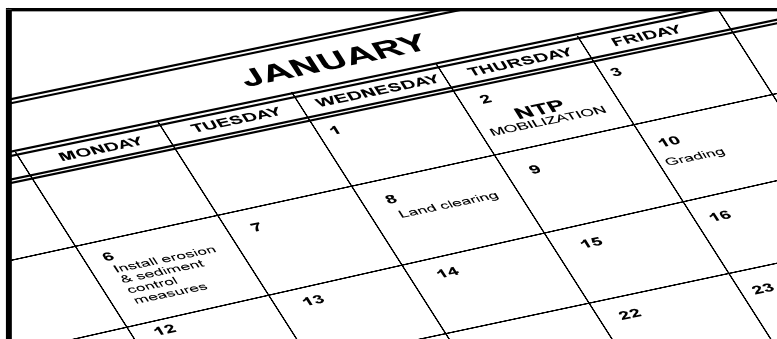 JANUARY
MONDAY TUESDAY WEDNESDAY THURSDAY FRIDAY
1 2 3
NTP
MOBILIZATION
6 7 8 9 10
Install erosion
& sediment
control
measures
Land clearing
Grading
12 13 14 15 16
22 23